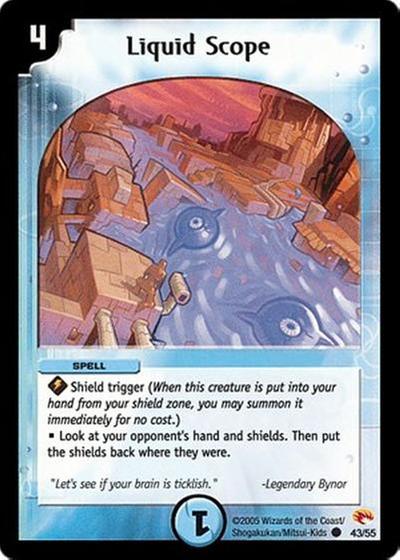 4
Liquid Scope
SPELL
Shield trigger (When this creature is put into your
hand from your shield zone, you may summon it
immediately for no cost.)
▪ Look at your opponent's hand and shields. Then put
the shields back where they were.
"Let's see if your brain is ticklish." -Legendary Bynor
1
©2005 Wizards of the Coast/
Shogakukan/Mitsui-Kids ● 43/55